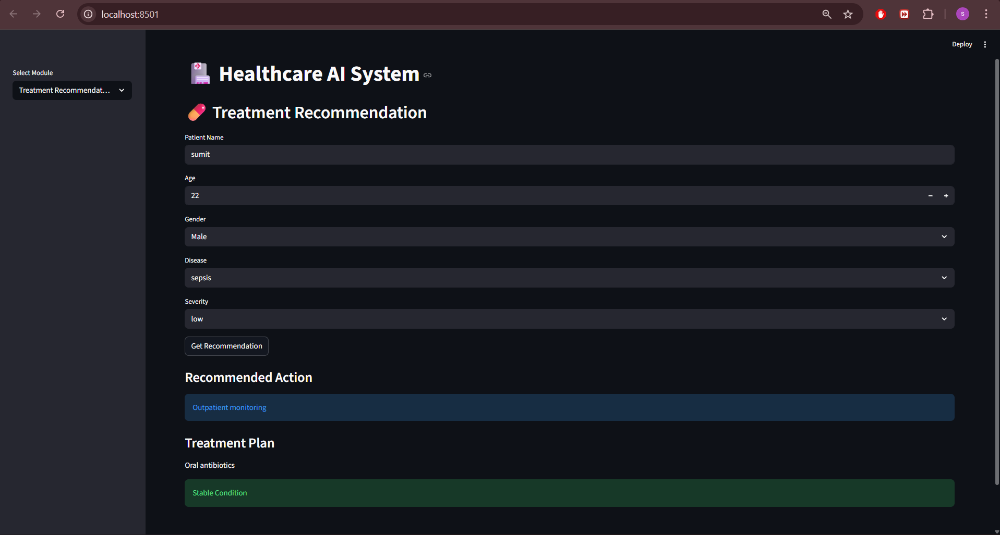 localhost:8501
S
Deploy
Select Module
Treatment Recommendat...
Healthcare AI System
Treatment Recommendation
Patient Name
sumit
Age
22
Gender
Male
Disease
sepsis
Severity
low
Get Recommendation
Recommended Action
Outpatient monitoring
Treatment Plan
Oral antibiotics
Stable Condition